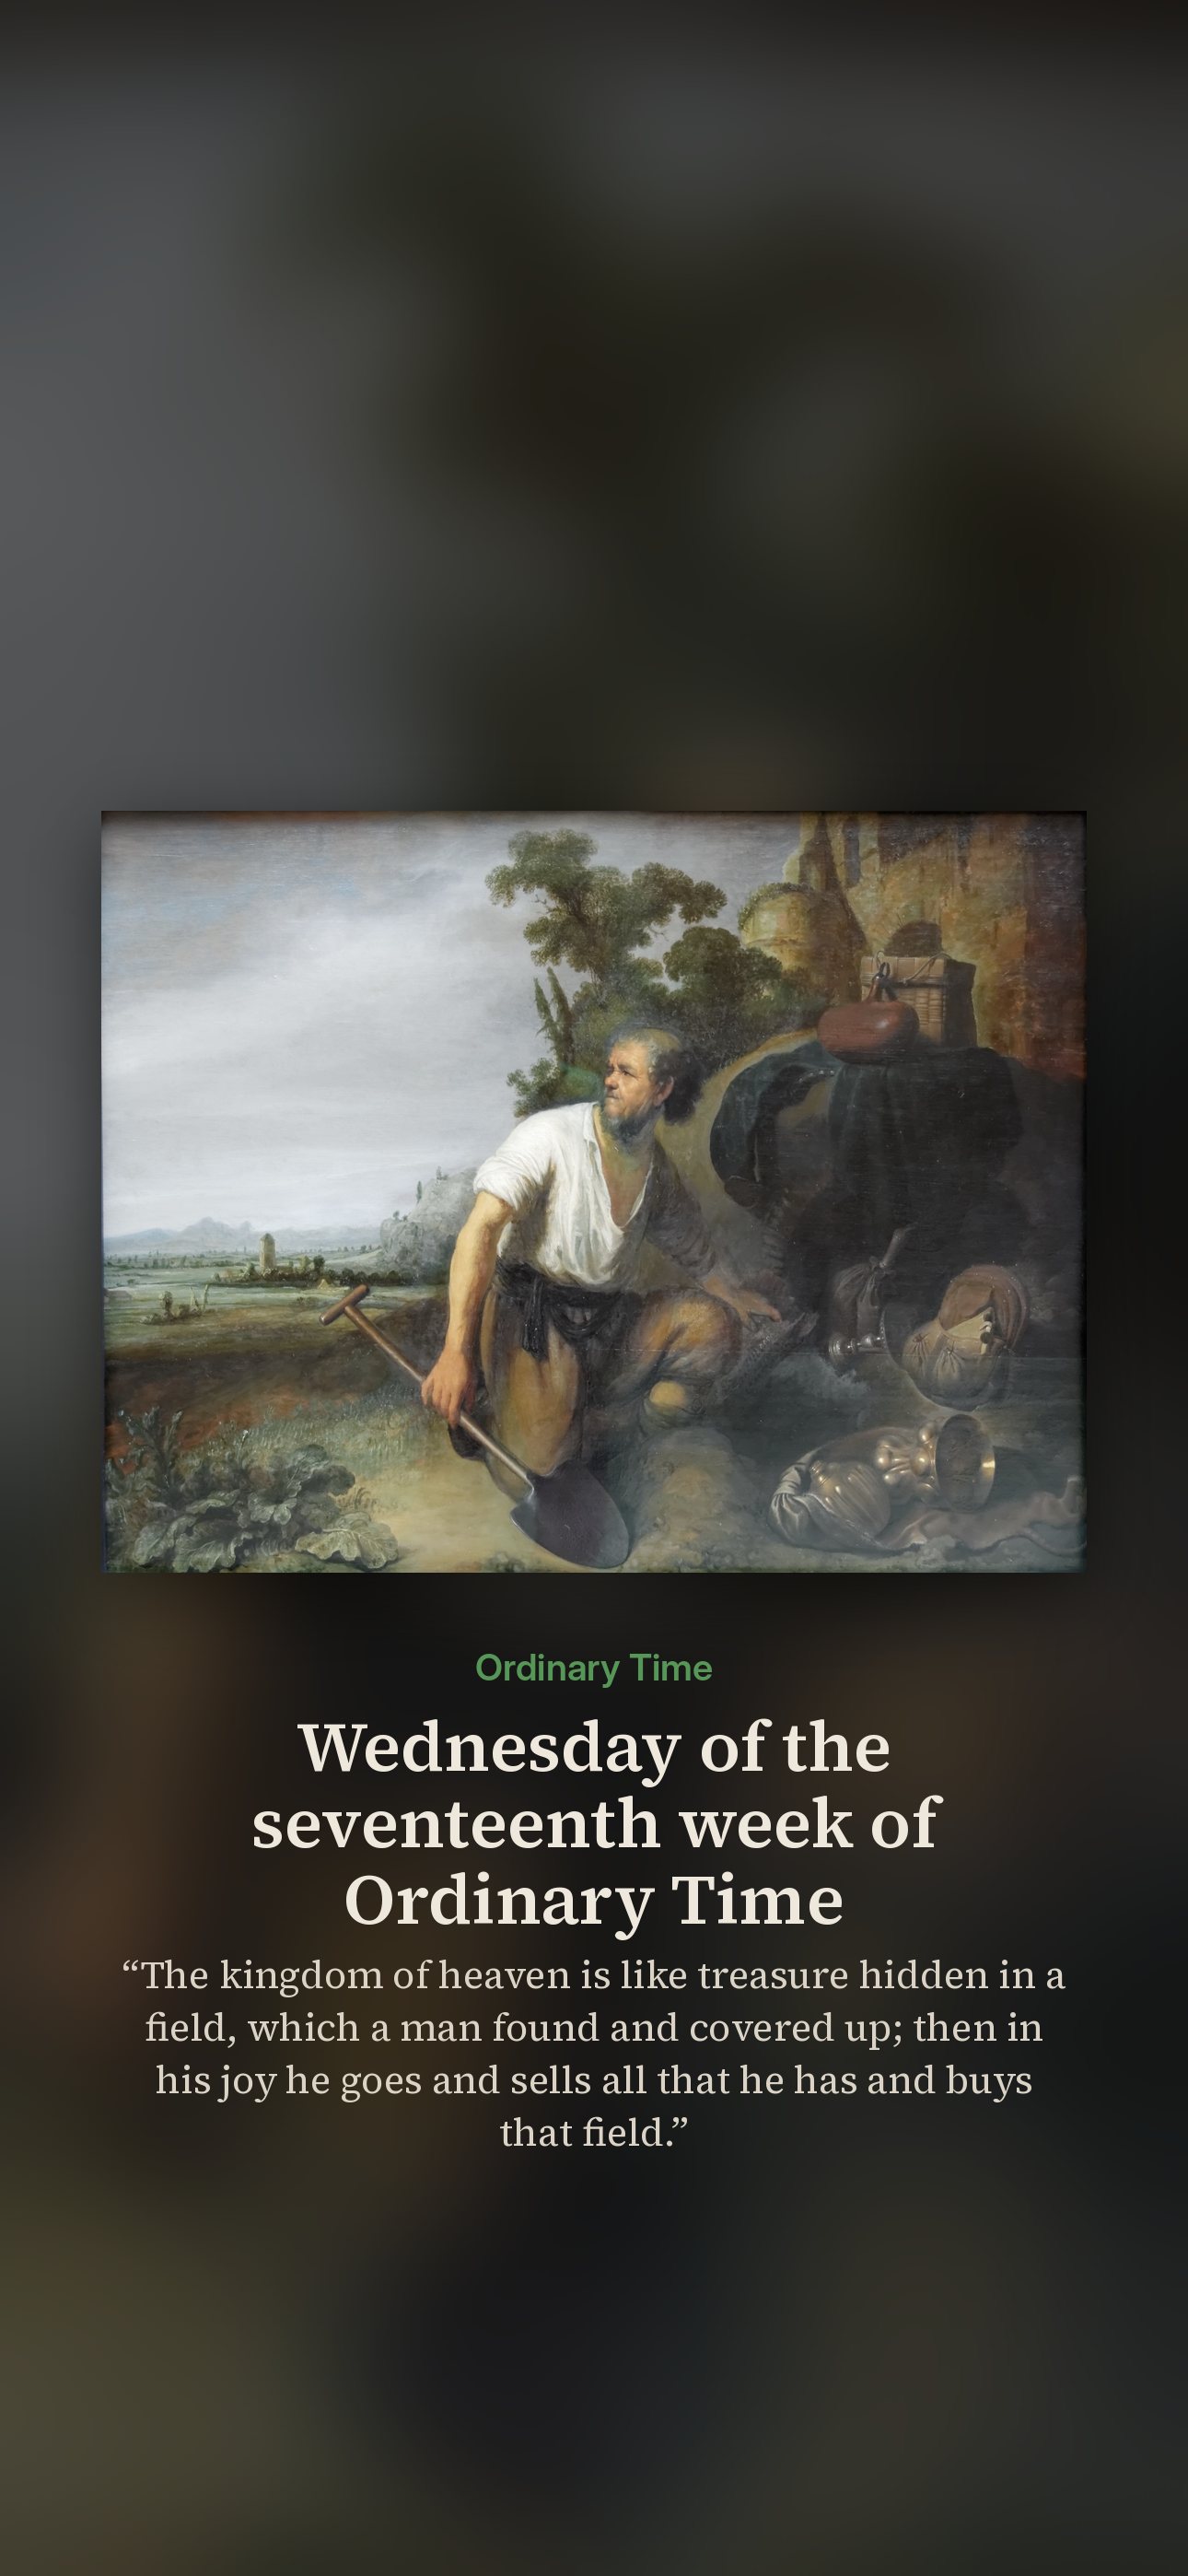 Ordinary Time
Wednesday of the
seventeenth week of
Ordinary Time
“The kingdom of heaven is like treasure hidden in a
field, which a man found and covered up; then in
his joy he goes and sells all that he has and buys
that field.”